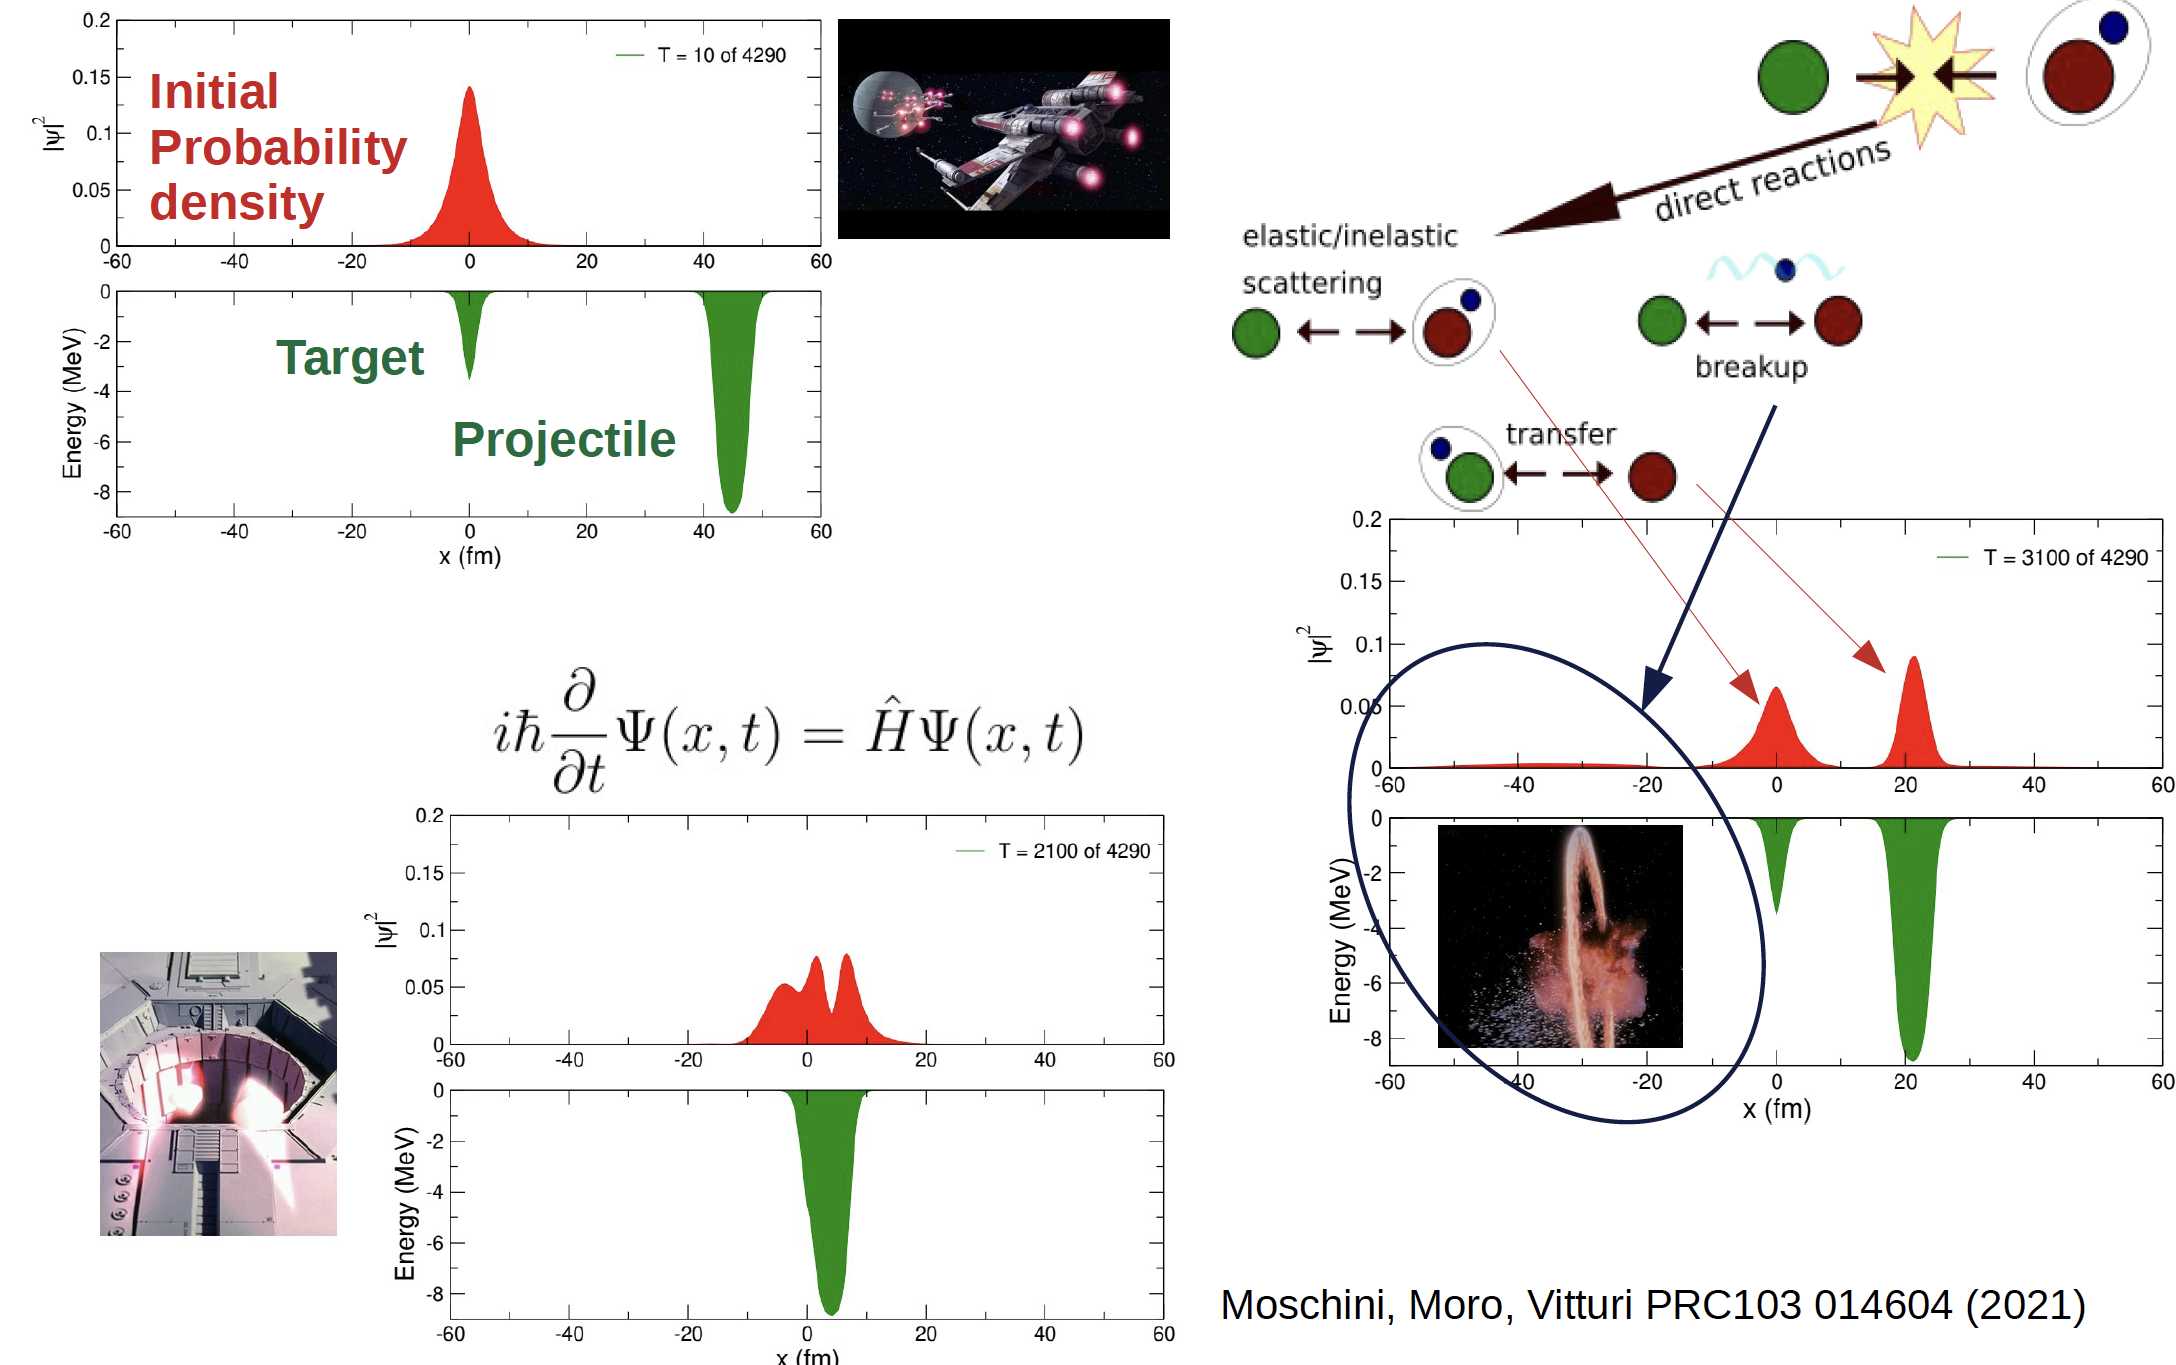 0.2
T = 10 of 4290
0.15
Initial
Probability
density
|ψ|²
0.1
0.05
0
-60 -40 -20 0 20 40 60
0
-2
Target
-4
Energy (MeV)
Projectile
-6
-8
-60 -40 -20 0 20 40 60
x (fm)
direct reactions
elastic/inelastic
scattering
breakup
transfer
iħ ∂/∂t Ψ(x, t) = ĤΨ(x, t)
0.2
T = 2100 of 4290
0.15
|ψ|²
0.1
0.05
0
-60 -40 -20 0 20 40 60
0
-2
Energy (MeV)
-4
-6
-8
-60 -40 -20 0 20 40 60
x (fm)
0.2
T = 3100 of 4290
0.15
|ψ|²
0.1
0.05
0
-60 -40 -20 0 20 40 60
0
-2
Energy (MeV)
-4
-6
-8
-60 -40 -20 0 20 40 60
x (fm)
Moschini, Moro, Vitturi PRC103 014604 (2021)